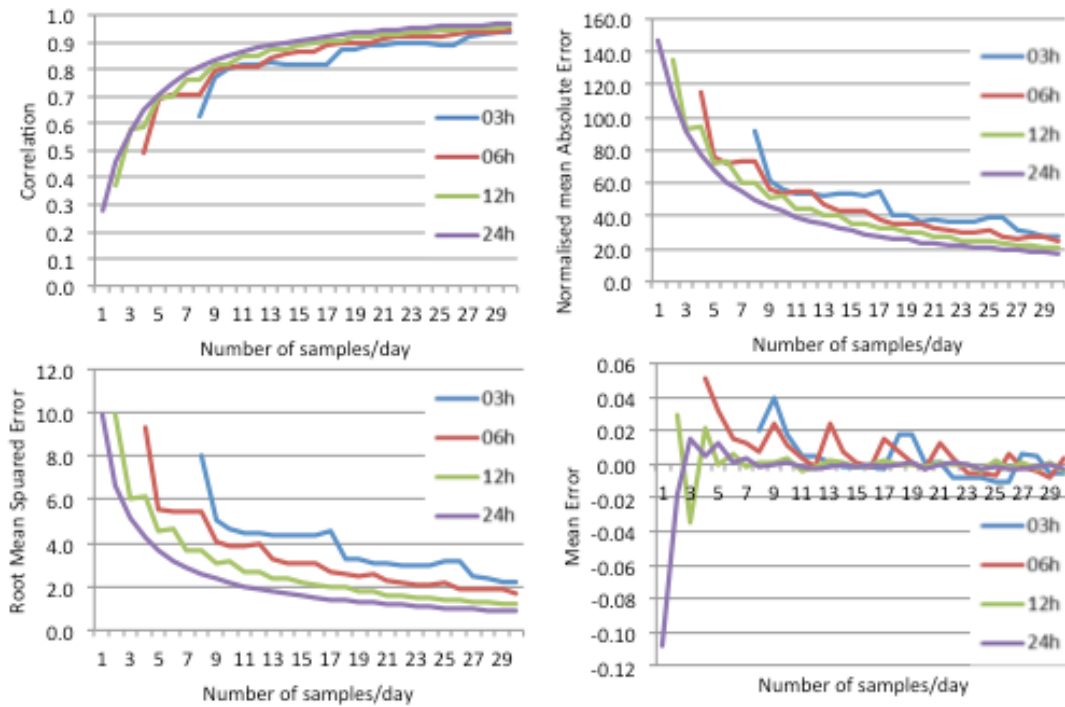 1.0
0.9
0.8
0.7
0.6
0.5
0.4
0.3
0.2
0.1
0.0
Correlation
03h
06h
12h
24h
1 3 5 7 9 11 13 15 17 19 21 23 25 27 29
Number of samples/day
160.0
140.0
120.0
100.0
80.0
60.0
40.0
20.0
Normalised mean Absolute Error
03h
06h
12h
24h
1 3 5 7 9 11 13 15 17 19 21 23 25 27 29
Number of samples/day
12.0
10.0
8.0
6.0
4.0
2.0
0.0
Root Mean Spuared Error
03h
06h
12h
24h
1 3 5 7 9 11 13 15 17 19 21 23 25 27 29
Number of samples/day
0.06
0.04
0.02
0.00
-0.02
-0.04
-0.06
-0.08
-0.10
-0.12
Mean Error
1 3 5 7 9 11 13 15 17 19 21 23 25 27 29
03h
06h
12h
24h
Number of samples/day